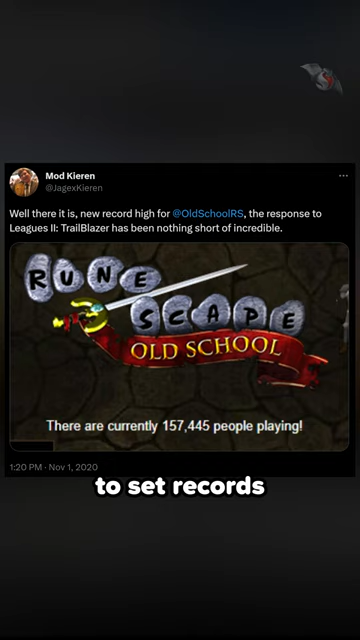 Mod Kieren
@JagexKieren
Well there it is, new record high for @OldSchoolRS, the response to
Leagues II: TrailBlazer has been nothing short of incredible.
RUNE
SCAPE
OLD SCHOOL
There are currently 157,445 people playing!
1:20 PM · Nov 1, 2020
to set records